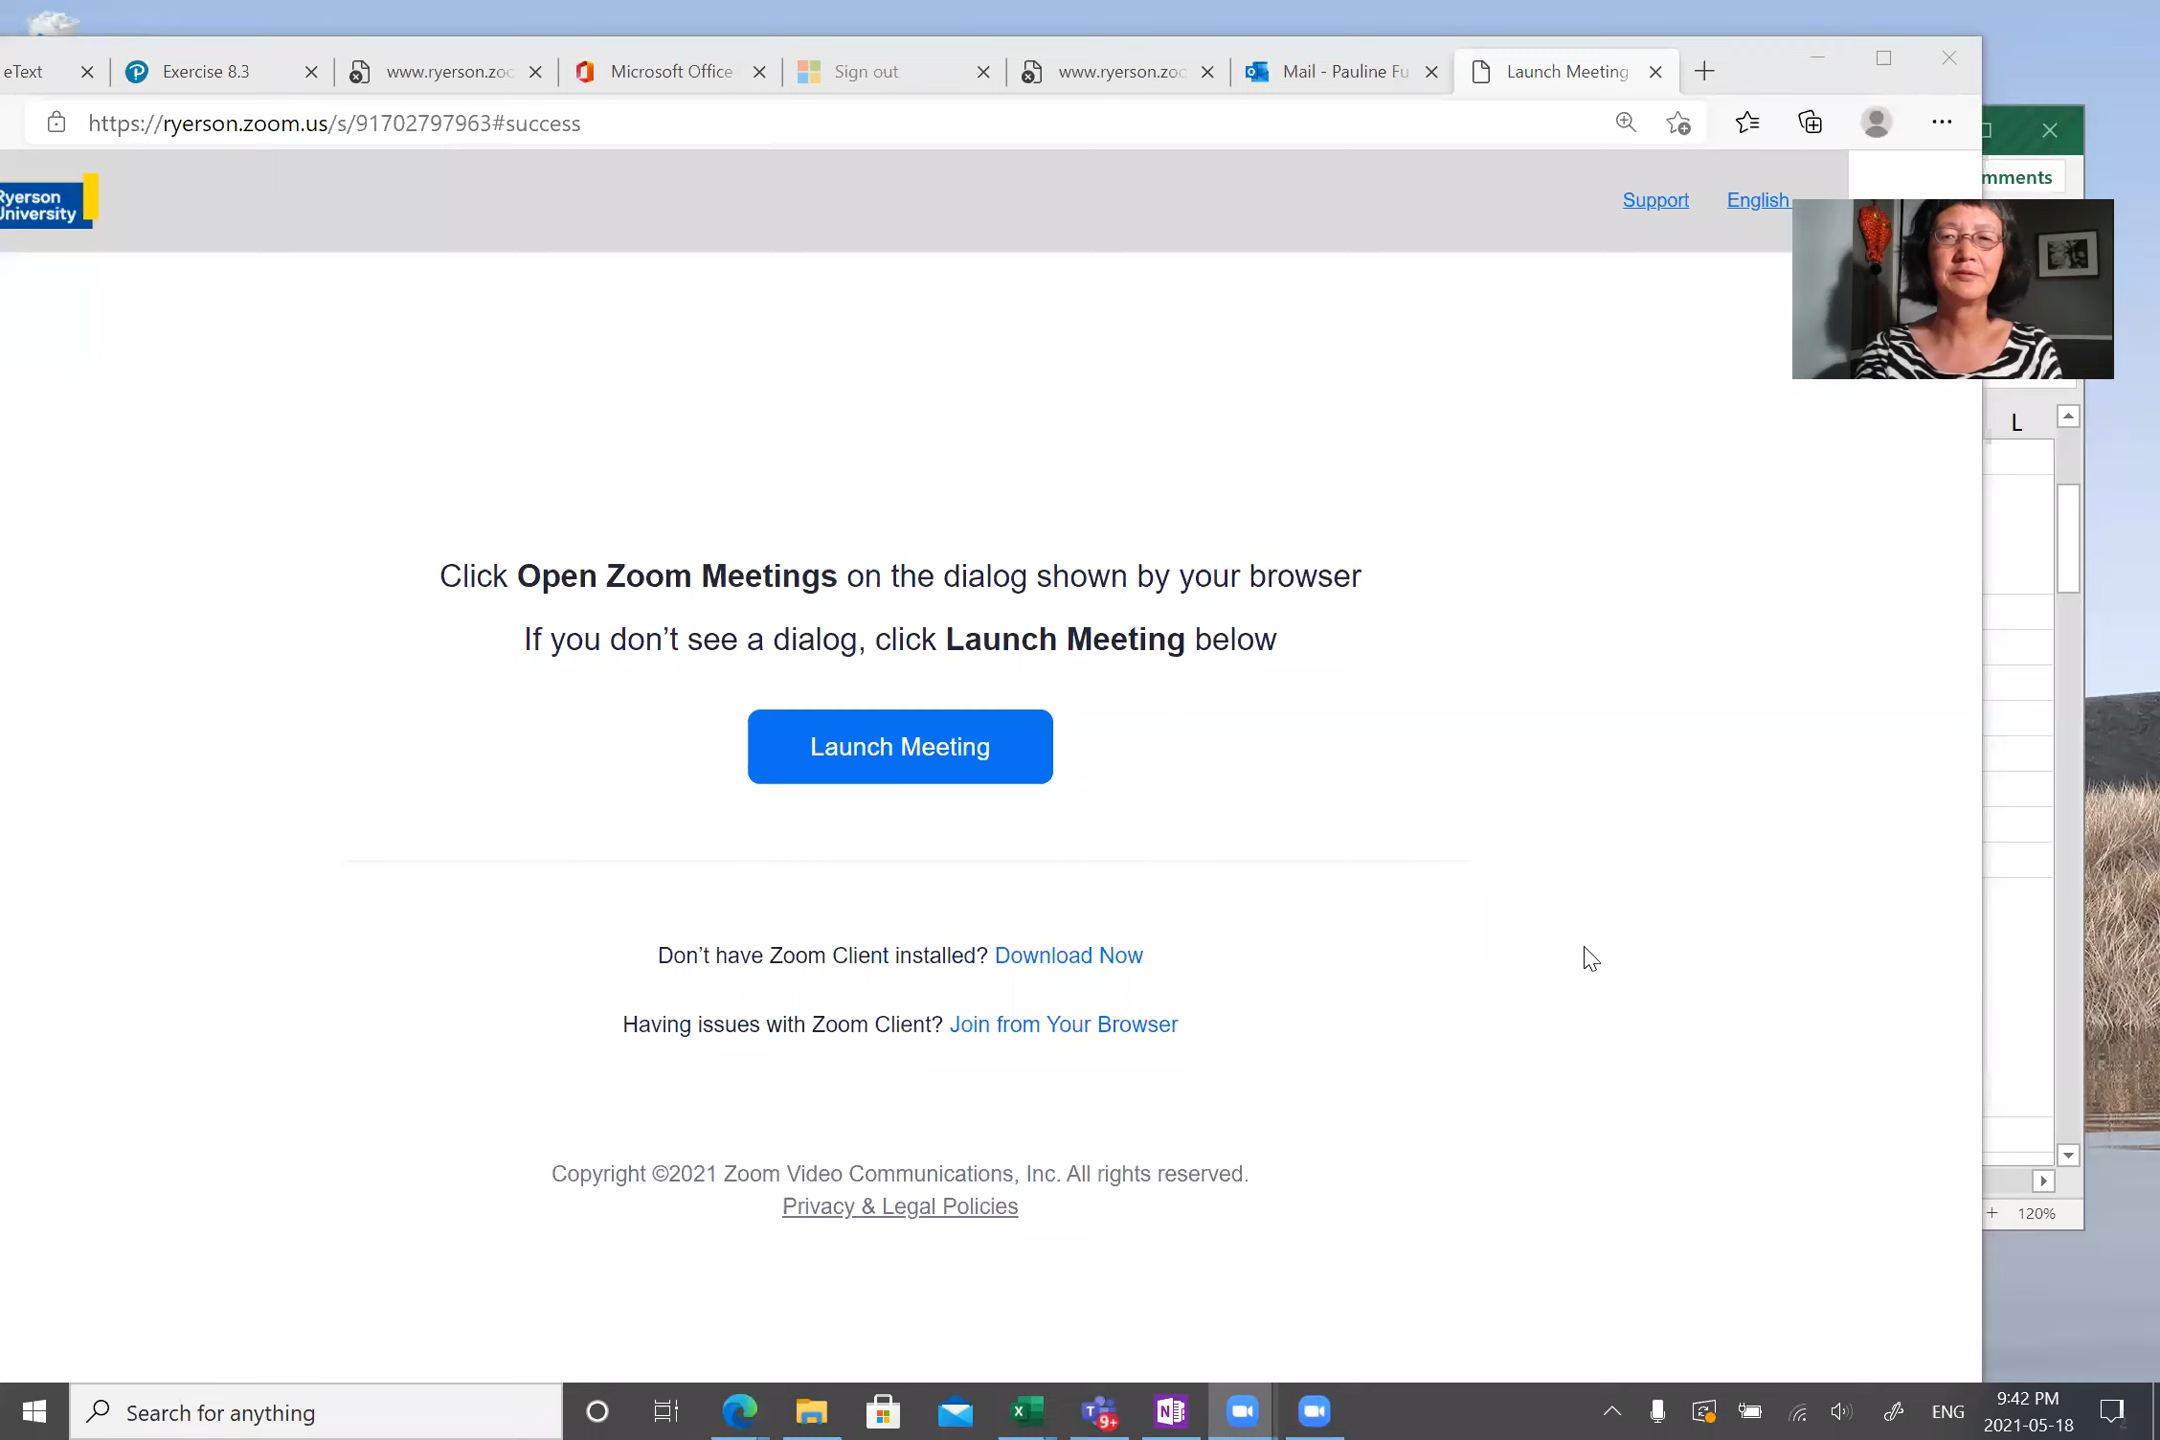 eText
Exercise 8.3
www.ryerson.zoc
Microsoft Office
Sign out
www.ryerson.zoc
Mail - Pauline Fu
Launch Meeting
https://ryerson.zoom.us/s/91702797963#success
mments
Ryerson
University
Support
English
L
Click Open Zoom Meetings on the dialog shown by your browser
If you don’t see a dialog, click Launch Meeting below
Launch Meeting
Don’t have Zoom Client installed? Download Now
Having issues with Zoom Client? Join from Your Browser
Copyright ©2021 Zoom Video Communications, Inc. All rights reserved.
Privacy & Legal Policies
120%
Search for anything
9+
ENG
9:42 PM
2021-05-18